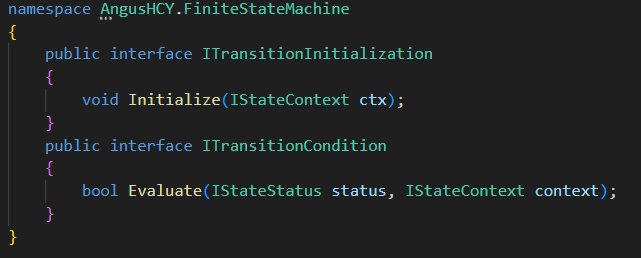 namespace AngusHCY.FiniteStateMachine
{
    public interface ITransitionInitialization
    {
        void Initialize(IStateContext ctx);
    }
    public interface ITransitionCondition
    {
        bool Evaluate(IStateStatus status, IStateContext context);
    }
}